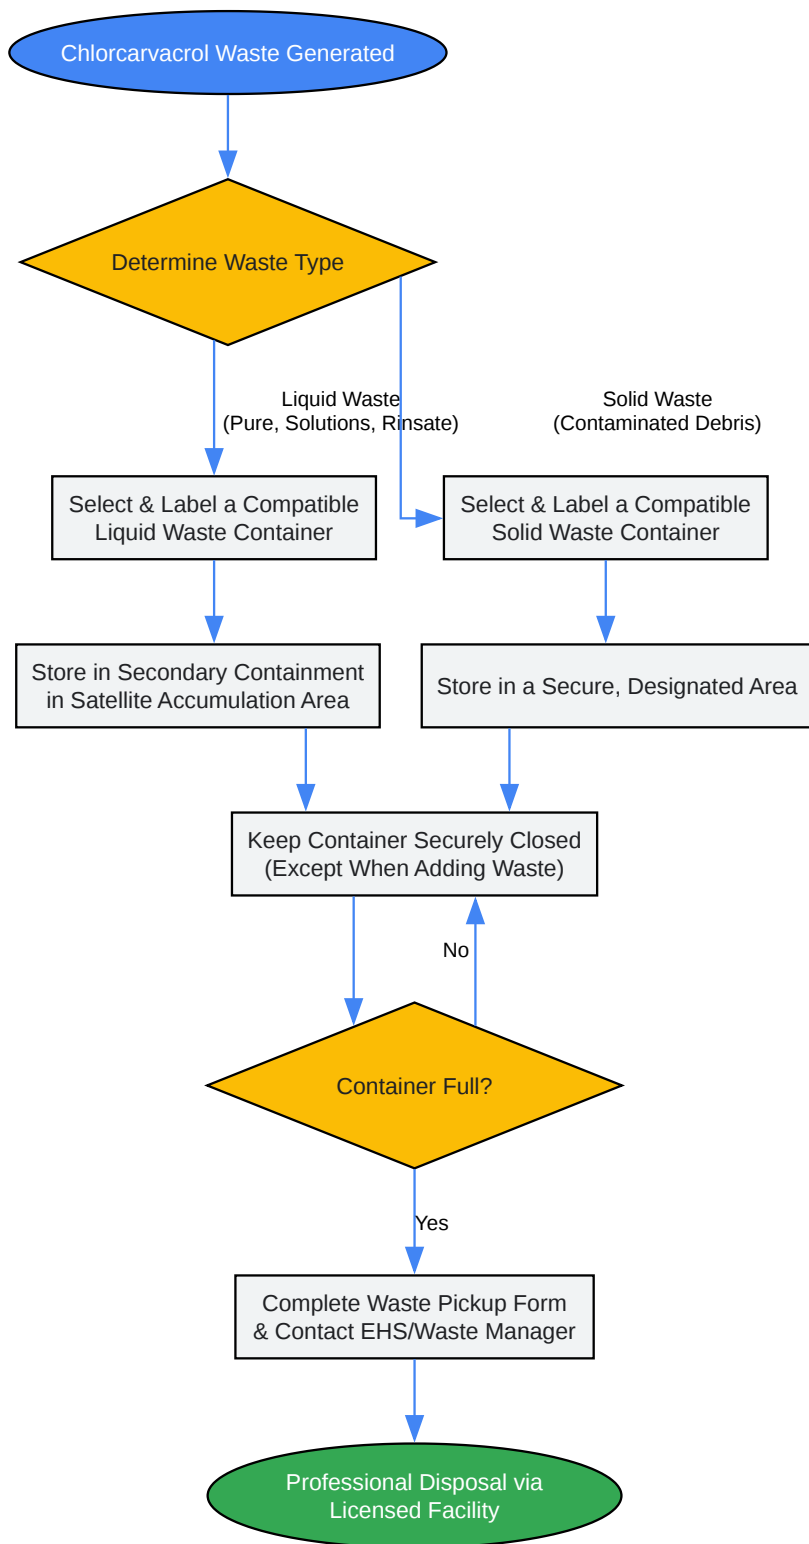 Chlorcarvacrol Waste Generated
Determine Waste Type
Liquid Waste
(Pure, Solutions, Rinsate)
Solid Waste
(Contaminated Debris)
Select & Label a Compatible
Liquid Waste Container
Select & Label a Compatible
Solid Waste Container
Store in Secondary Containment
in Satellite Accumulation Area
Store in a Secure, Designated Area
Keep Container Securely Closed
(Except When Adding Waste)
No
Container Full?
Yes
Complete Waste Pickup Form
& Contact EHS/Waste Manager
Professional Disposal via
Licensed Facility